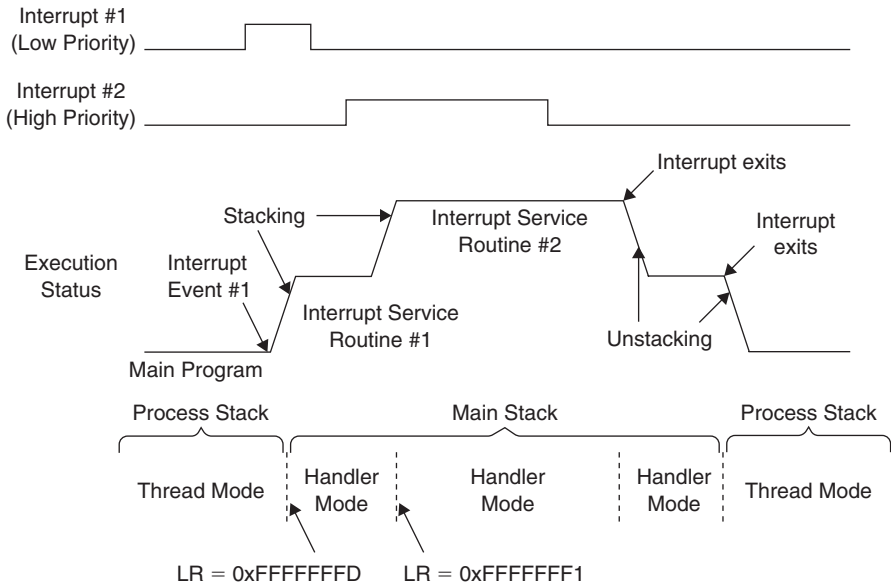 Interrupt #1
(Low Priority)
Interrupt #2
(High Priority)
Interrupt exits
Stacking
Interrupt Service
Routine #2
Interrupt
exits
Execution
Status
Interrupt
Event #1
Interrupt Service
Routine #1
Unstacking
Main Program
Process Stack
Main Stack
Process Stack
Thread Mode
Handler
Mode
Handler
Mode
Handler
Mode
Thread Mode
LR = 0xFFFFFFFD
LR = 0xFFFFFFF1